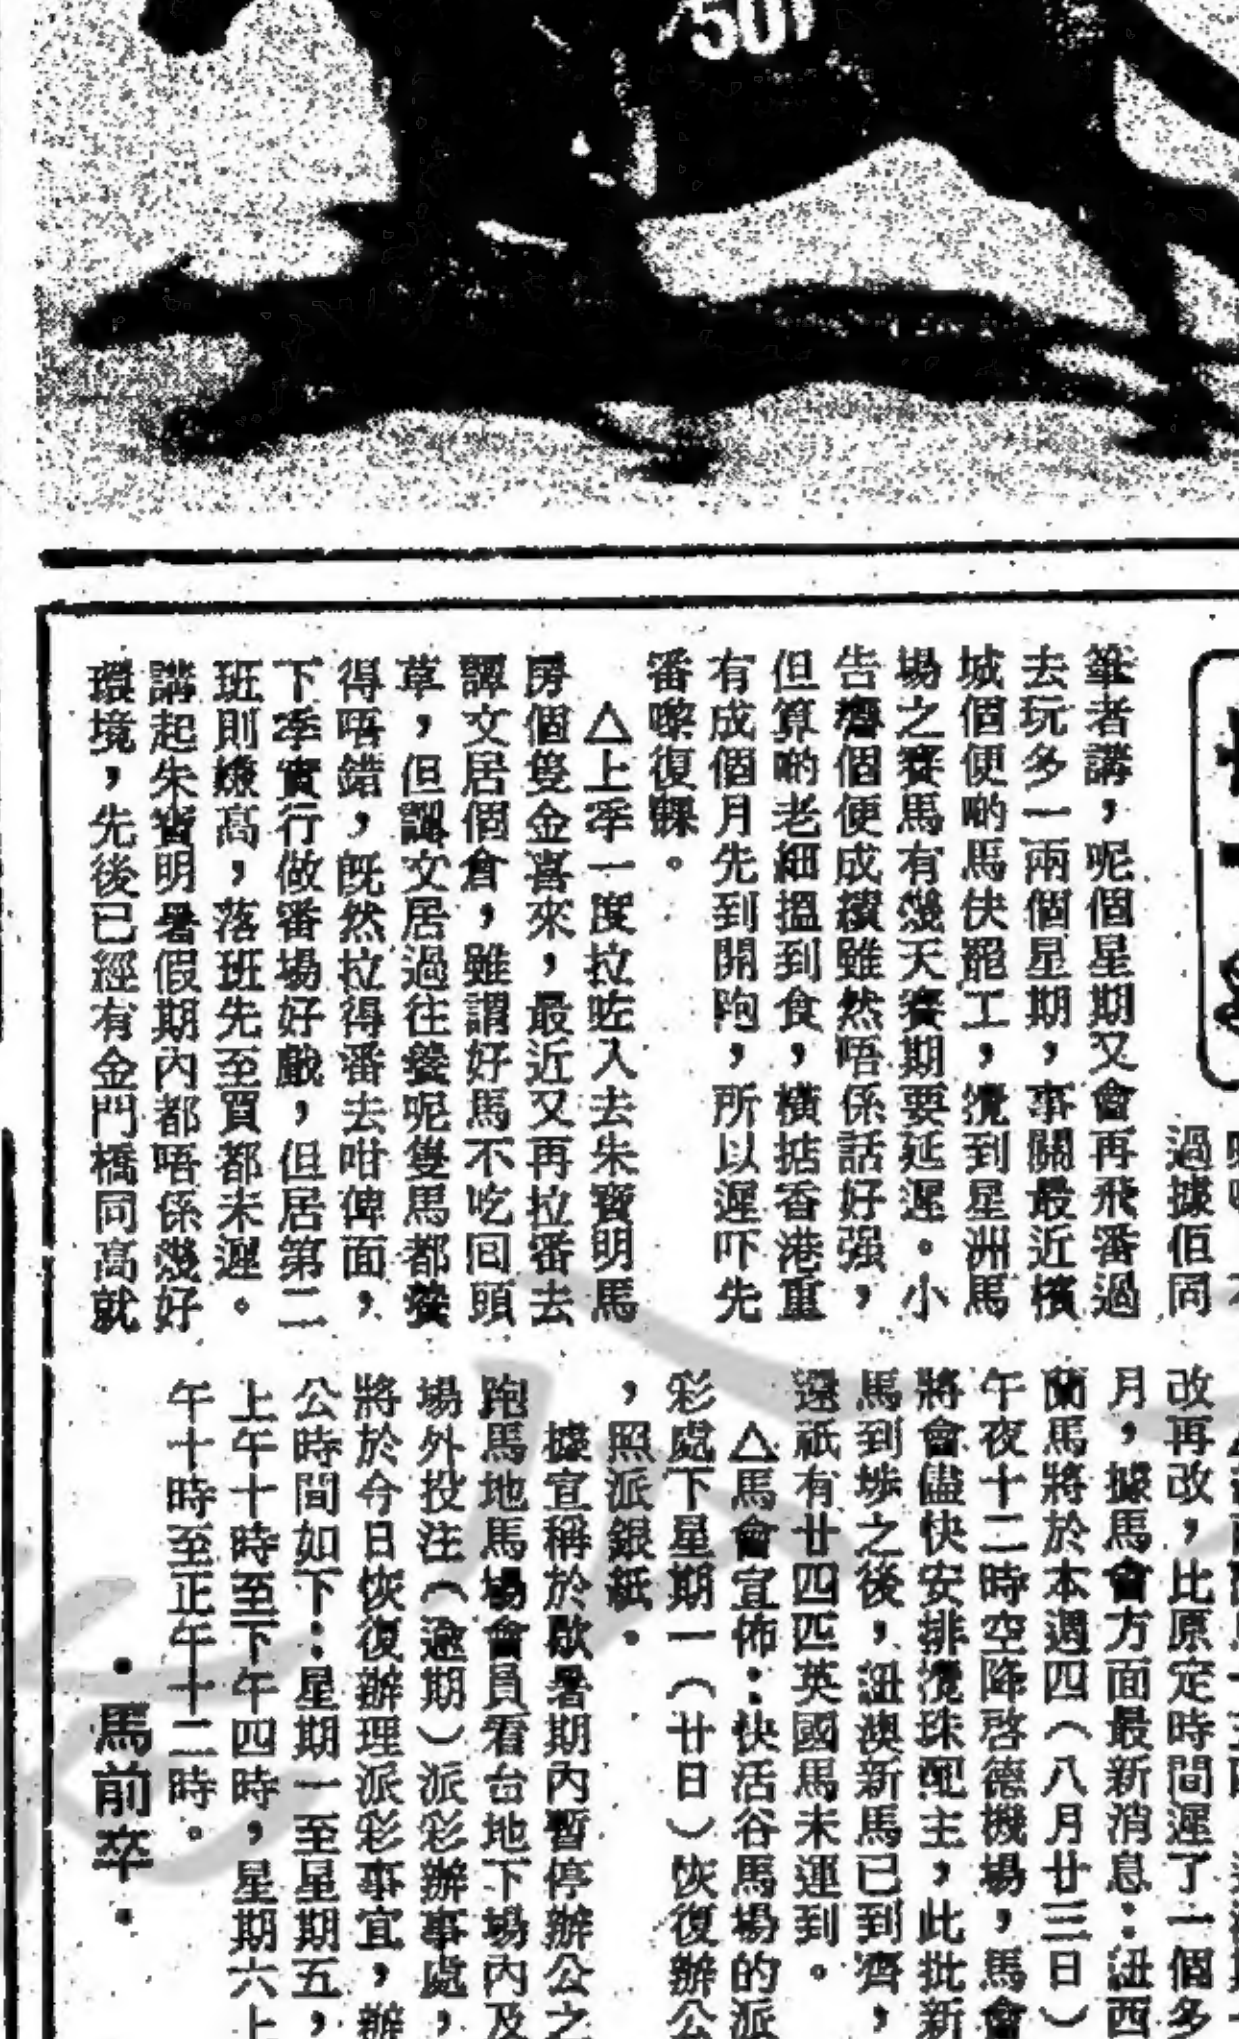 50
過據佢同
筆者講，呢個星期又會再飛番過
去玩多一兩個星期，事關最近檳
城個便啲馬伕罷工，攪到星洲馬
場之賽馬有幾天賽期要延遲。小
告羅個便成績雖然唔係話好强，
但算啲老細搵到食，橫掂香港重
有成個月先到開跑，所以遲吓先
番嚟復課。
△上季一度拉咗入去朱寶明馬
房個隻金喜來，最近又再拉番去
譚文居個倉，雖謂好馬不吃回頭
草，但譚文居過往養呢隻馬都養
得唔錯，既然拉得番去咁俾面，
下季實行做番場好戲，但居第二
班則嫌高，落班先至買都未遲。
講起朱寶明暑假期內都唔係幾好
環境，先後已經有金門橋同高就
改再改，比原定時間遲了一個多
月，據馬會方面最新消息：紐西
蘭馬將於本週四（八月廿三日）
午夜十二時空降啓德機場，馬會
將會儘快安排攪珠配主，此批新
馬到埗之後，紐澳新馬已到齊，
還祇有廿四匹英國馬未運到。
△馬會宣佈：快活谷馬場的派
彩處下星期一（廿日）恢復辦公
，照派銀紙。
據宣稱於歇暑期內暫停辦公之
跑馬地馬場會員看台地下場內及
場外投注（逾期）派彩辦事處，
將於今日恢復辦理派彩事宜，辦
公時間如下：星期一至星期五，
上午十時至下午四時，星期六上
午十時至正午十二時。
·馬前卒·